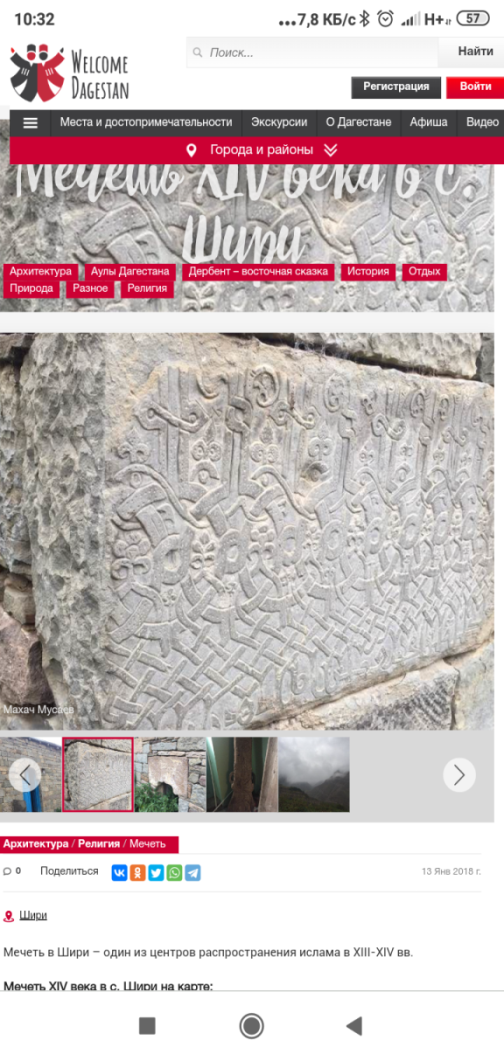 10:32
7,8 КБ/с H+ 57
WELCOME DAGESTAN
Поиск...
Найти
Регистрация
Войти
Места и достопримечательности
Экскурсии
О Дагестане
Афиша
Видео
Города и районы
Мечеть XIV века в с.
Шири
Архитектура
Аулы Дагестана
Дербент – восточная сказка
История
Отдых
Природа
Разное
Религия
Махач Мусаев
Архитектура / Религия / Мечеть
0
Поделиться
13 Янв 2018 г.
Шири
Мечеть в Шири – один из центров распространения ислама в XIII-XIV вв.
Мечеть XIV века в с. Шири на карте: